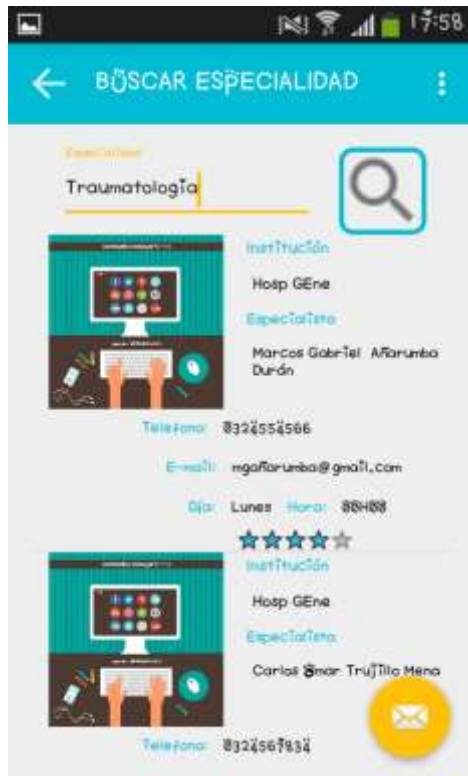 17:58
BUSCAR ESPECIALIDAD
Especialidad
Traumatología
Institución
Hosp GEne
Especialista
Marcos Gabriel Añarumba
Durán
Telefono: 0324554566
E-mail: mgañarumba@gmail.com
Dia: Lunes Hora: 00H00
Institución
Hosp GEne
Especialista
Carlos Omar Trujillo Mena
Telefono: 0324567834